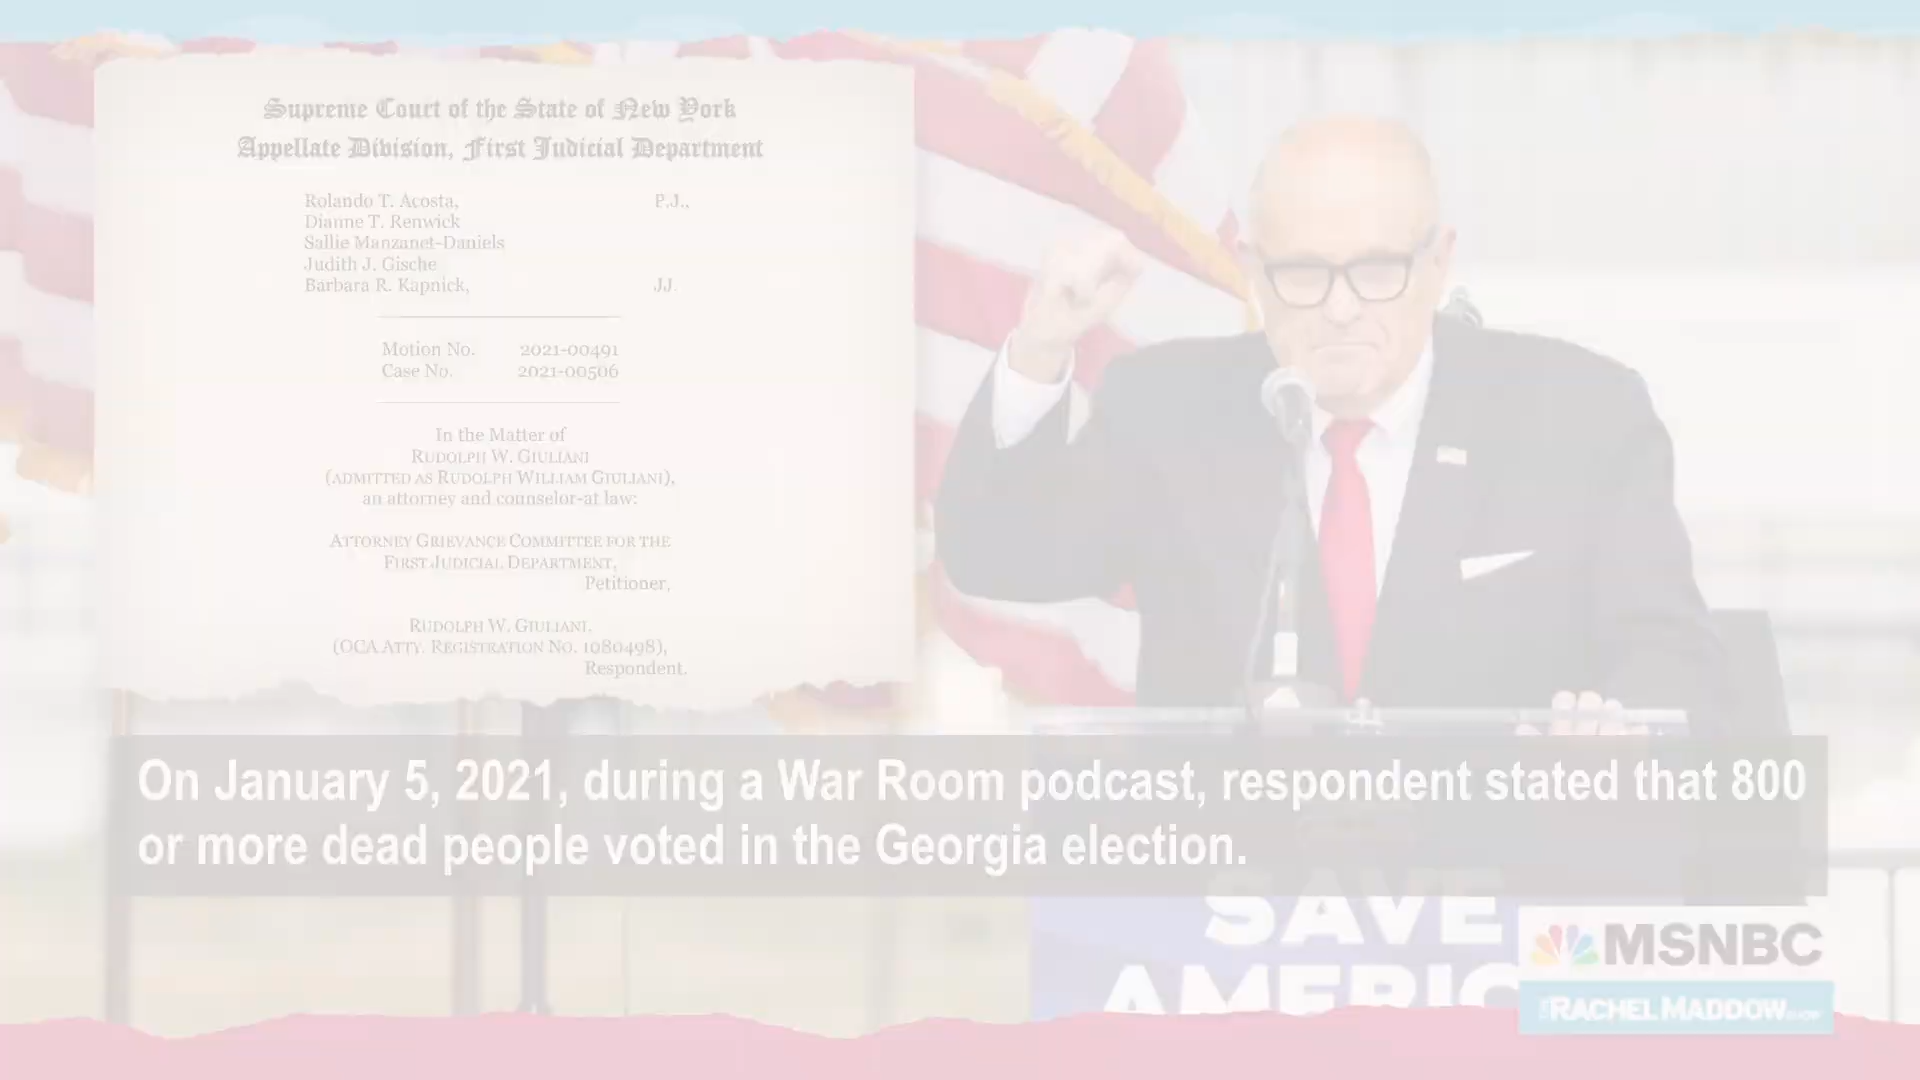 Supreme Court of the State of New York
Appellate Division, First Judicial Department
Rolando T. Acosta, P.J.,
Dianne T. Renwick
Sallie Manzanet-Daniels
Judith J. Gische
Barbara R. Kapnick, JJ.
Motion No. 2021-00491
Case No. 2021-00506
In the Matter of
RUDOLPH W. GIULIANI
(ADMITTED AS RUDOLPH WILLIAM GIULIANI),
an attorney and counselor-at law:
ATTORNEY GRIEVANCE COMMITTEE FOR THE
FIRST JUDICIAL DEPARTMENT,
Petitioner,
RUDOLPH W. GIULIANI,
(OCA ATTY. REGISTRATION NO. 1080498),
Respondent.
On January 5, 2021, during a War Room podcast, respondent stated that 800
or more dead people voted in the Georgia election.
SAVE
AMERIC
MSNBC
THE RACHEL MADDOW SHOW